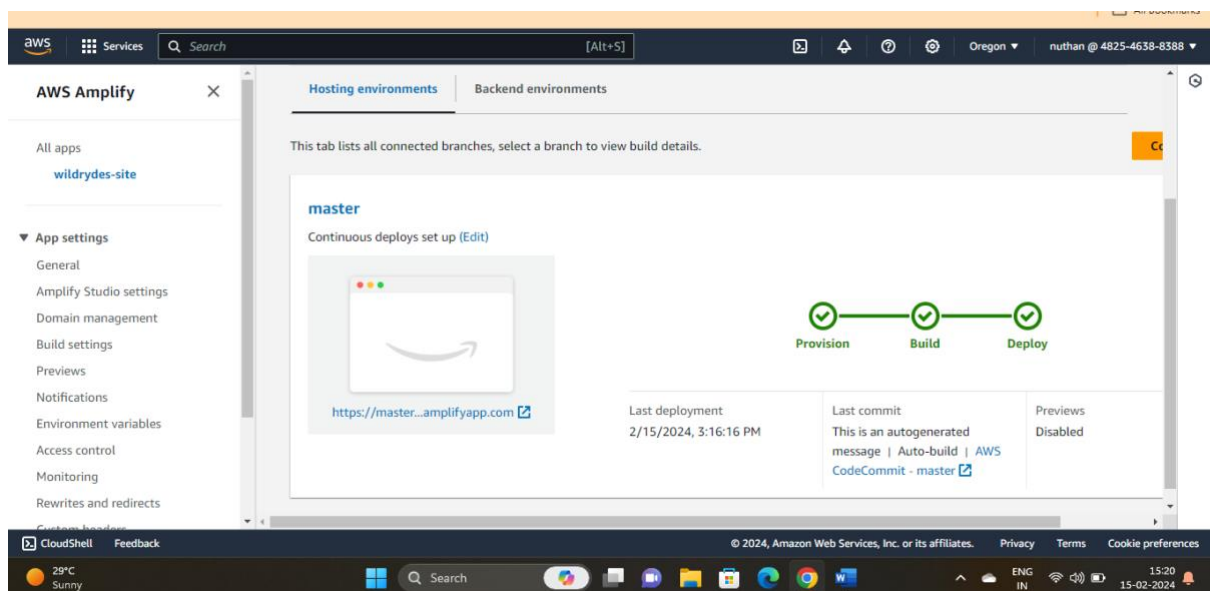 All Bookmarks
aws Services Search [Alt+S] Oregon ▼ nuthan @ 4825-4638-8388 ▼
AWS Amplify
All apps
wildrydes-site
▼ App settings
General
Amplify Studio settings
Domain management
Build settings
Previews
Notifications
Environment variables
Access control
Monitoring
Rewrites and redirects
Custom headers
Hosting environments Backend environments
This tab lists all connected branches, select a branch to view build details.
master
Continuous deploys set up (Edit)
https://master...amplifyapp.com
Provision Build Deploy
Last deployment
2/15/2024, 3:16:16 PM
Last commit
This is an autogenerated
message | Auto-build | AWS
CodeCommit - master
Previews
Disabled
CloudShell Feedback © 2024, Amazon Web Services, Inc. or its affiliates. Privacy Terms Cookie preferences
29°C
Sunny
Search
ENG
IN
15:20
15-02-2024